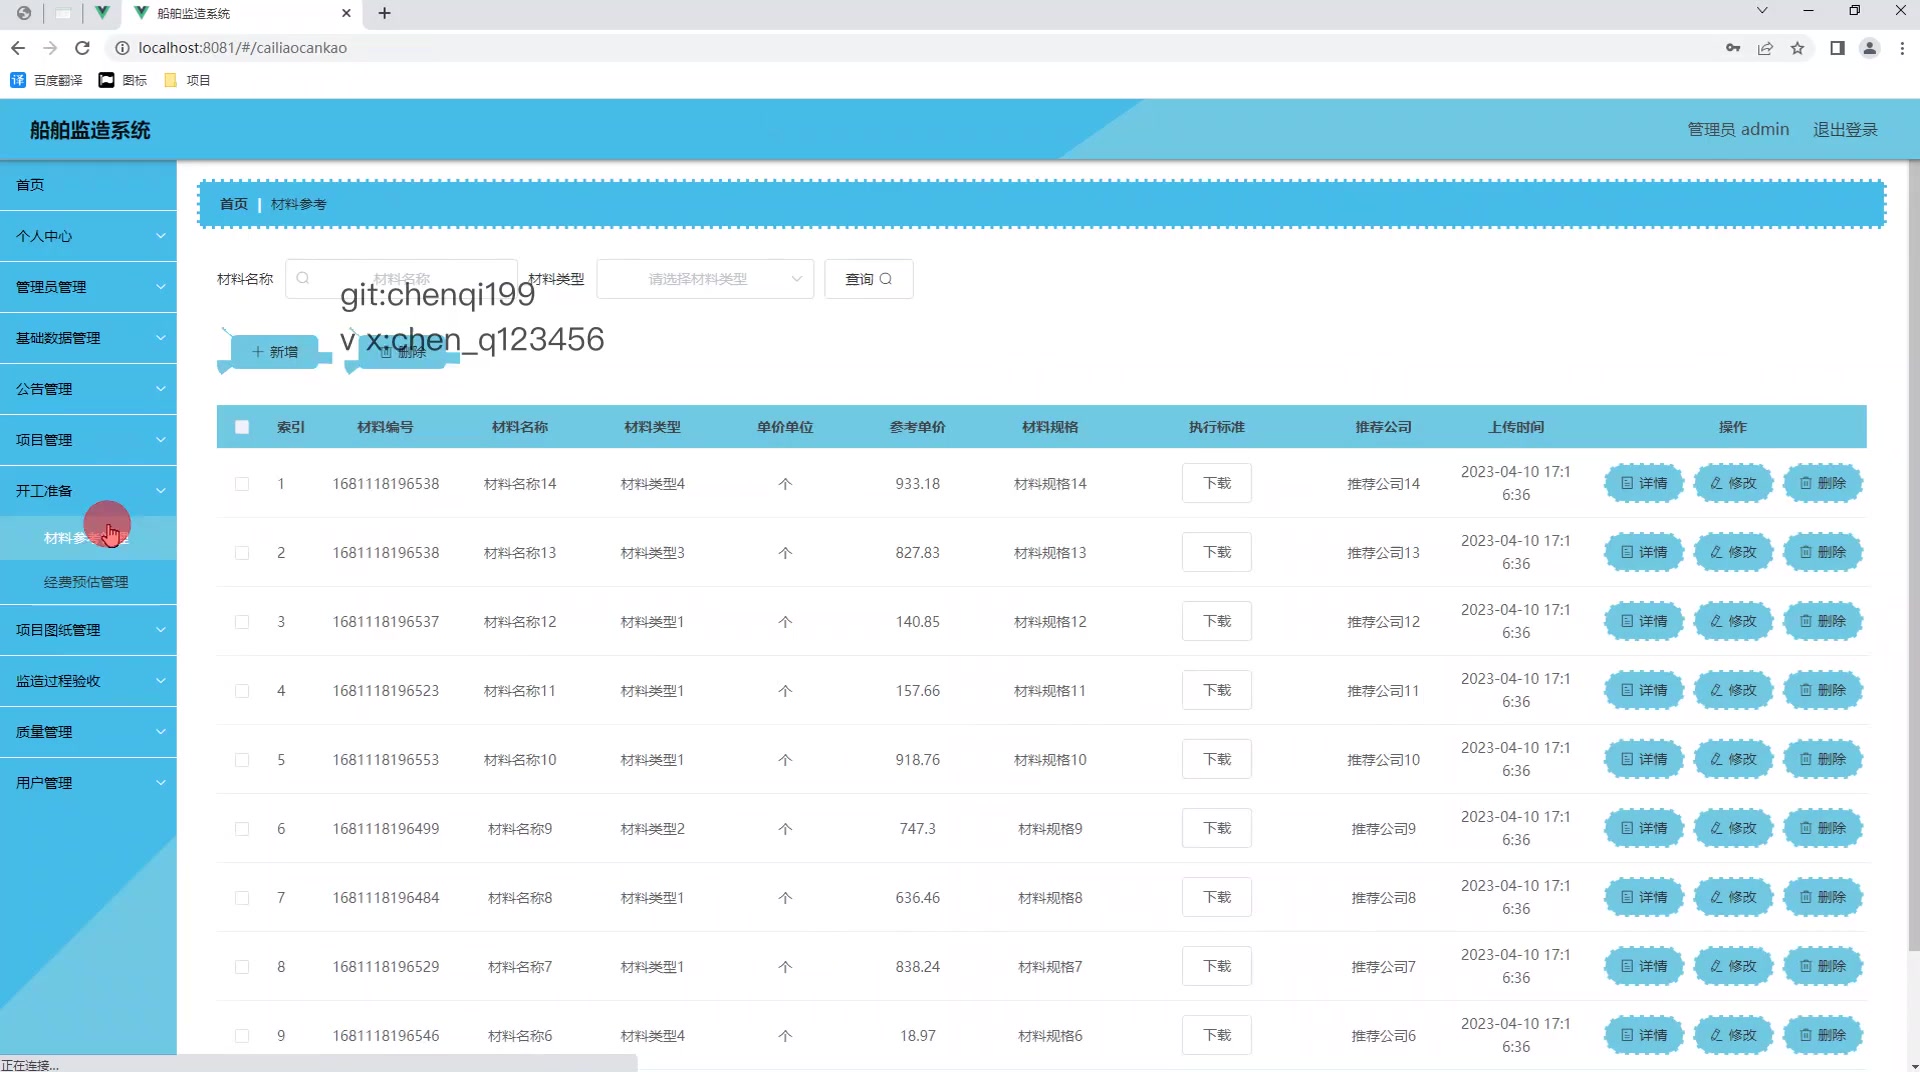 船舶监造系统
localhost:8081/#/cailiaocankao
百度翻译 图标 项目
船舶监造系统
管理员 admin 退出登录
首页
个人中心
管理员管理
基础数据管理
公告管理
项目管理
开工准备
材料参
经费预估管理
项目图纸管理
监造过程验收
质量管理
用户管理
首页 | 材料参考
材料名称 材料名称 材料类型 请选择材料类型 查询
git:chenqi199
v x:chen_q123456
新增 删除
索引 材料编号 材料名称 材料类型 单价单位 参考单价 材料规格 执行标准 推荐公司 上传时间 操作
1 1681118196538 材料名称14 材料类型4 个 933.18 材料规格14 下载 推荐公司14 2023-04-10 17:1 详情 修改 删除
6:36
2 1681118196538 材料名称13 材料类型3 个 827.83 材料规格13 下载 推荐公司13 2023-04-10 17:1 详情 修改 删除
6:36
3 1681118196537 材料名称12 材料类型1 个 140.85 材料规格12 下载 推荐公司12 2023-04-10 17:1 详情 修改 删除
6:36
4 1681118196523 材料名称11 材料类型1 个 157.66 材料规格11 下载 推荐公司11 2023-04-10 17:1 详情 修改 删除
6:36
5 1681118196553 材料名称10 材料类型1 个 918.76 材料规格10 下载 推荐公司10 2023-04-10 17:1 详情 修改 删除
6:36
6 1681118196499 材料名称9 材料类型2 个 747.3 材料规格9 下载 推荐公司9 2023-04-10 17:1 详情 修改 删除
6:36
7 1681118196484 材料名称8 材料类型1 个 636.46 材料规格8 下载 推荐公司8 2023-04-10 17:1 详情 修改 删除
6:36
8 1681118196529 材料名称7 材料类型1 个 838.24 材料规格7 下载 推荐公司7 2023-04-10 17:1 详情 修改 删除
6:36
9 1681118196546 材料名称6 材料类型4 个 18.97 材料规格6 下载 推荐公司6 2023-04-10 17:1 详情 修改 删除
6:36
正在连接...